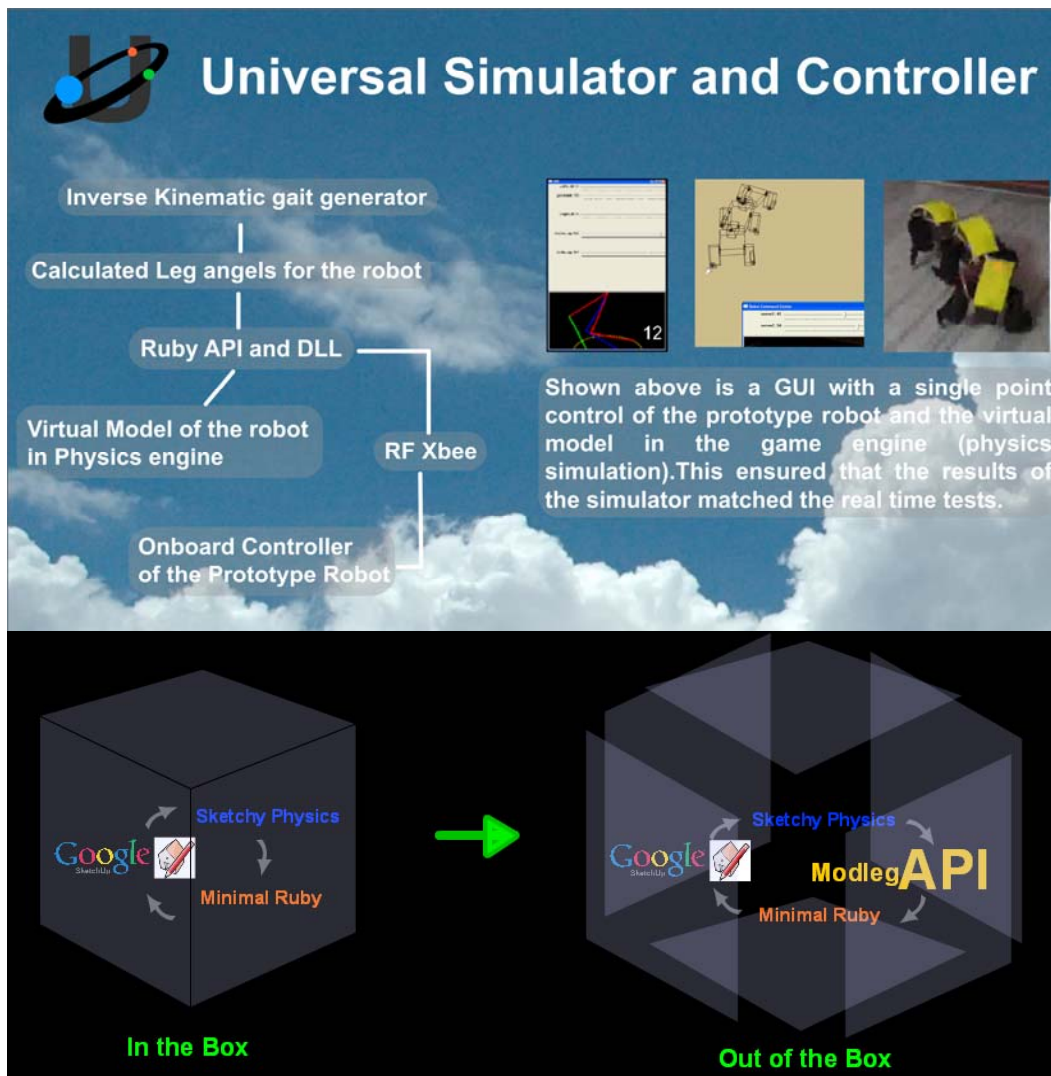 U
Universal Simulator and Controller
Inverse Kinematic gait generator
Calculated Leg angels for the robot
Ruby API and DLL
Virtual Model of the robot
in Physics engine
RF Xbee
Onboard Controller
of the Prototype Robot
12
Shown above is a GUI with a single point
control of the prototype robot and the virtual
model in the game engine (physics
simulation).This ensured that the results of
the simulator matched the real time tests.
Google
SketchUp
Sketchy Physics
Minimal Ruby
In the Box
Google
SketchUp
Sketchy Physics
Modleg API
Minimal Ruby
Out of the Box